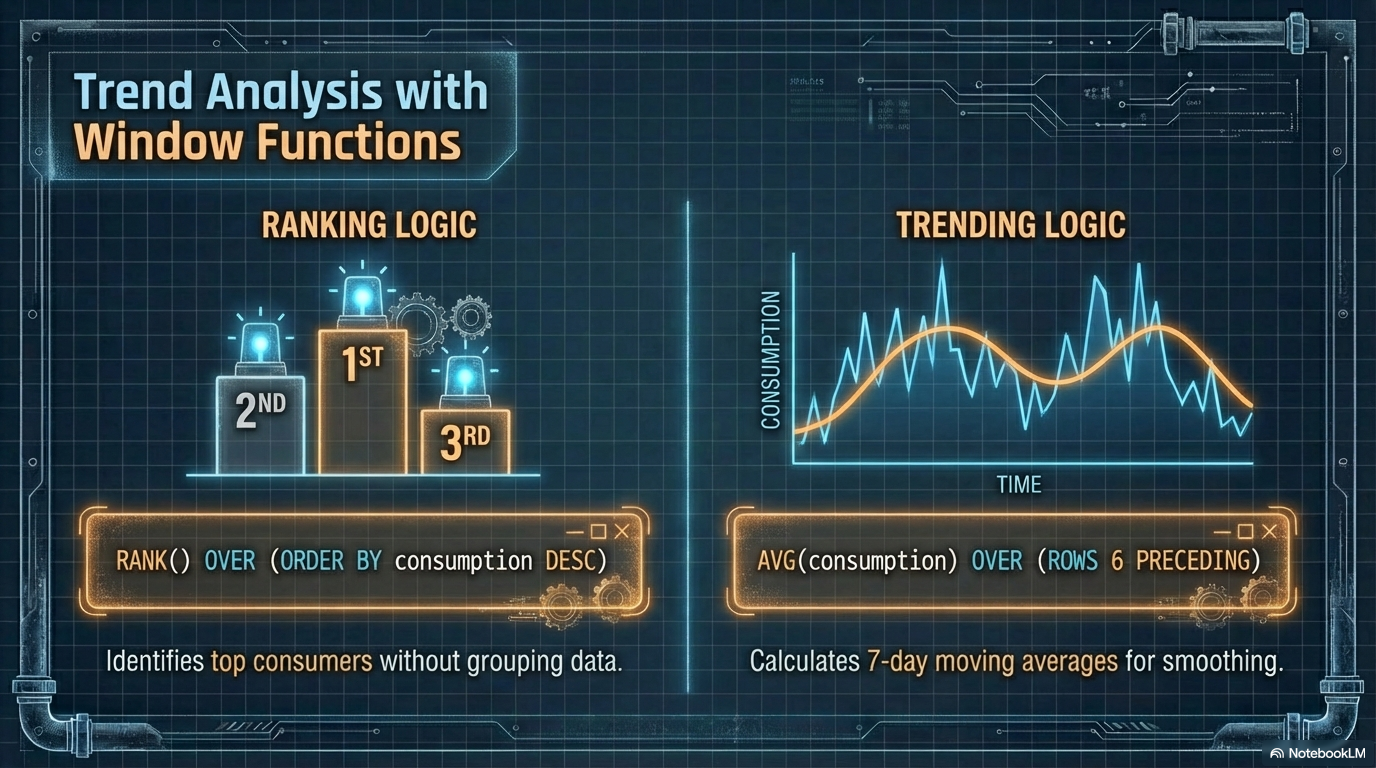 Trend Analysis with
Window Functions
RANKING LOGIC
1ST
2ND
3RD
RANK() OVER (ORDER BY consumption DESC)
Identifies top consumers without grouping data.
TRENDING LOGIC
CONSUMPTION
TIME
AVG(consumption) OVER (ROWS 6 PRECEDING)
Calculates 7-day moving averages for smoothing.
NotebookLM